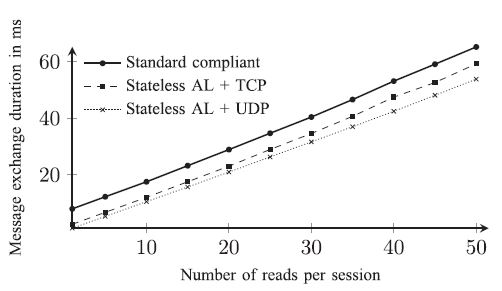 Message exchange duration in ms
60
40
20
Standard compliant
Stateless AL + TCP
Stateless AL + UDP
10
20
30
40
50
Number of reads per session